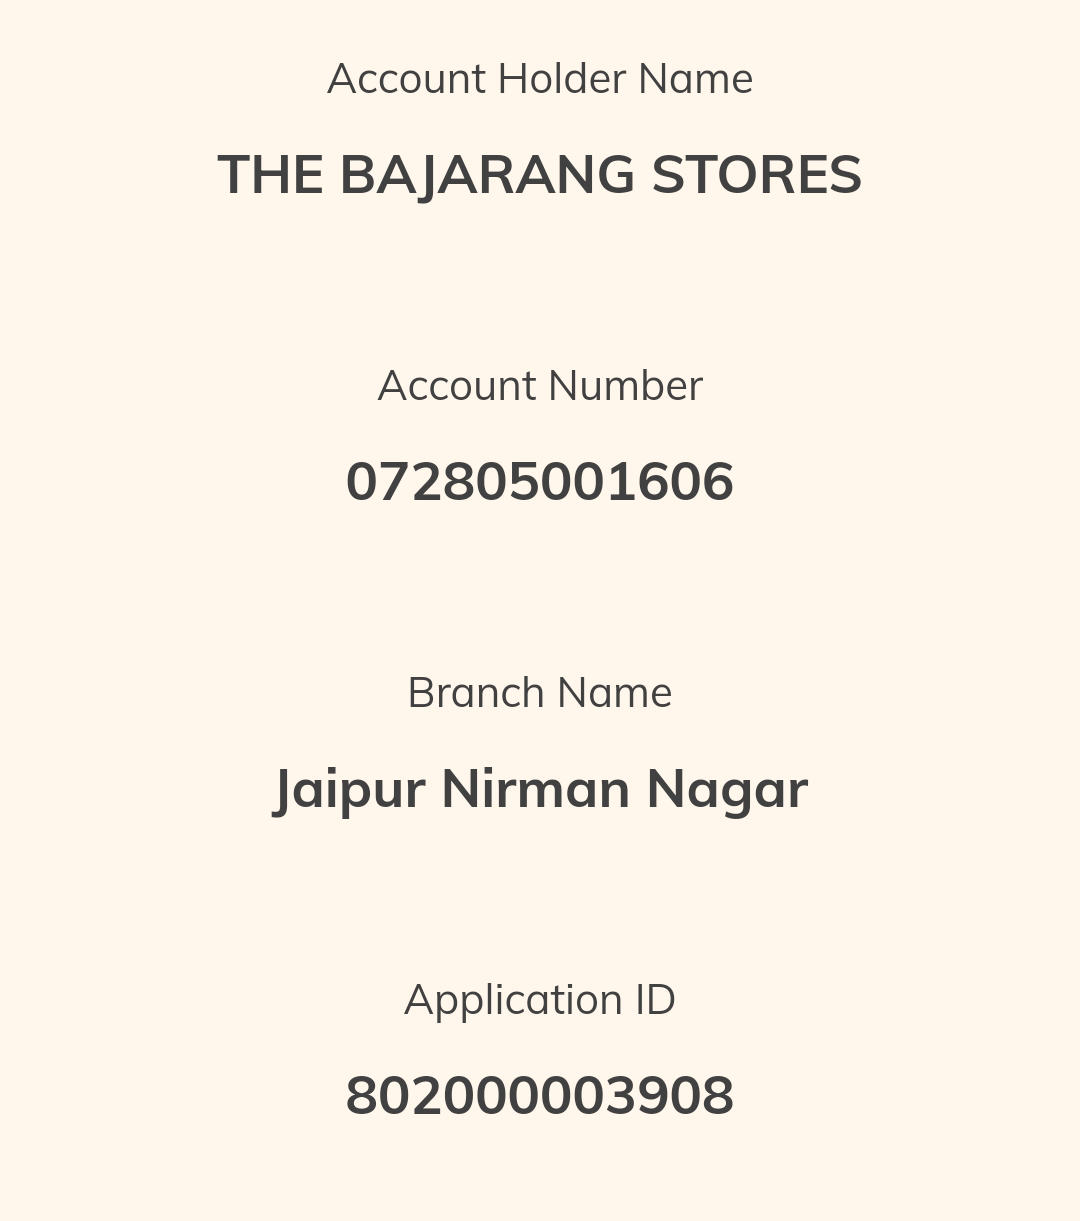 Account Holder Name
THE BAJARANG STORES
Account Number
072805001606
Branch Name
Jaipur Nirman Nagar
Application ID
802000003908